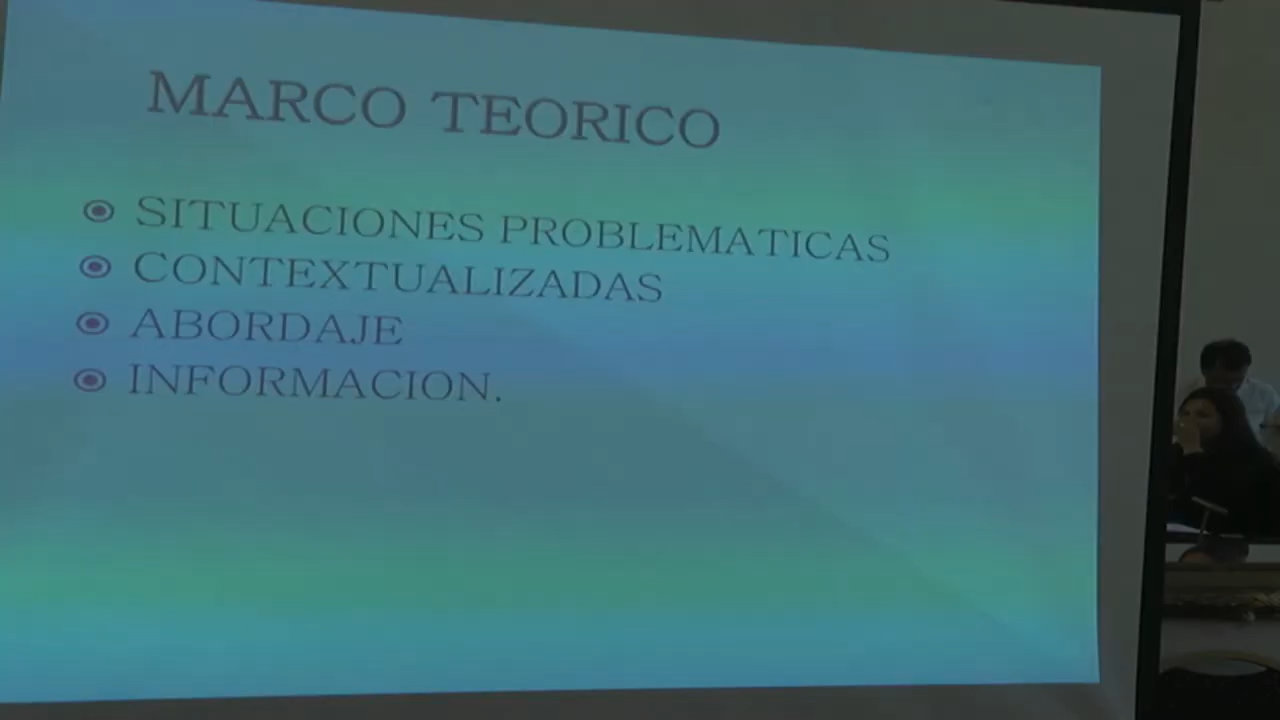 MARCO TEORICO
SITUACIONES PROBLEMATICAS
CONTEXTUALIZADAS
ABORDAJE
INFORMACION.